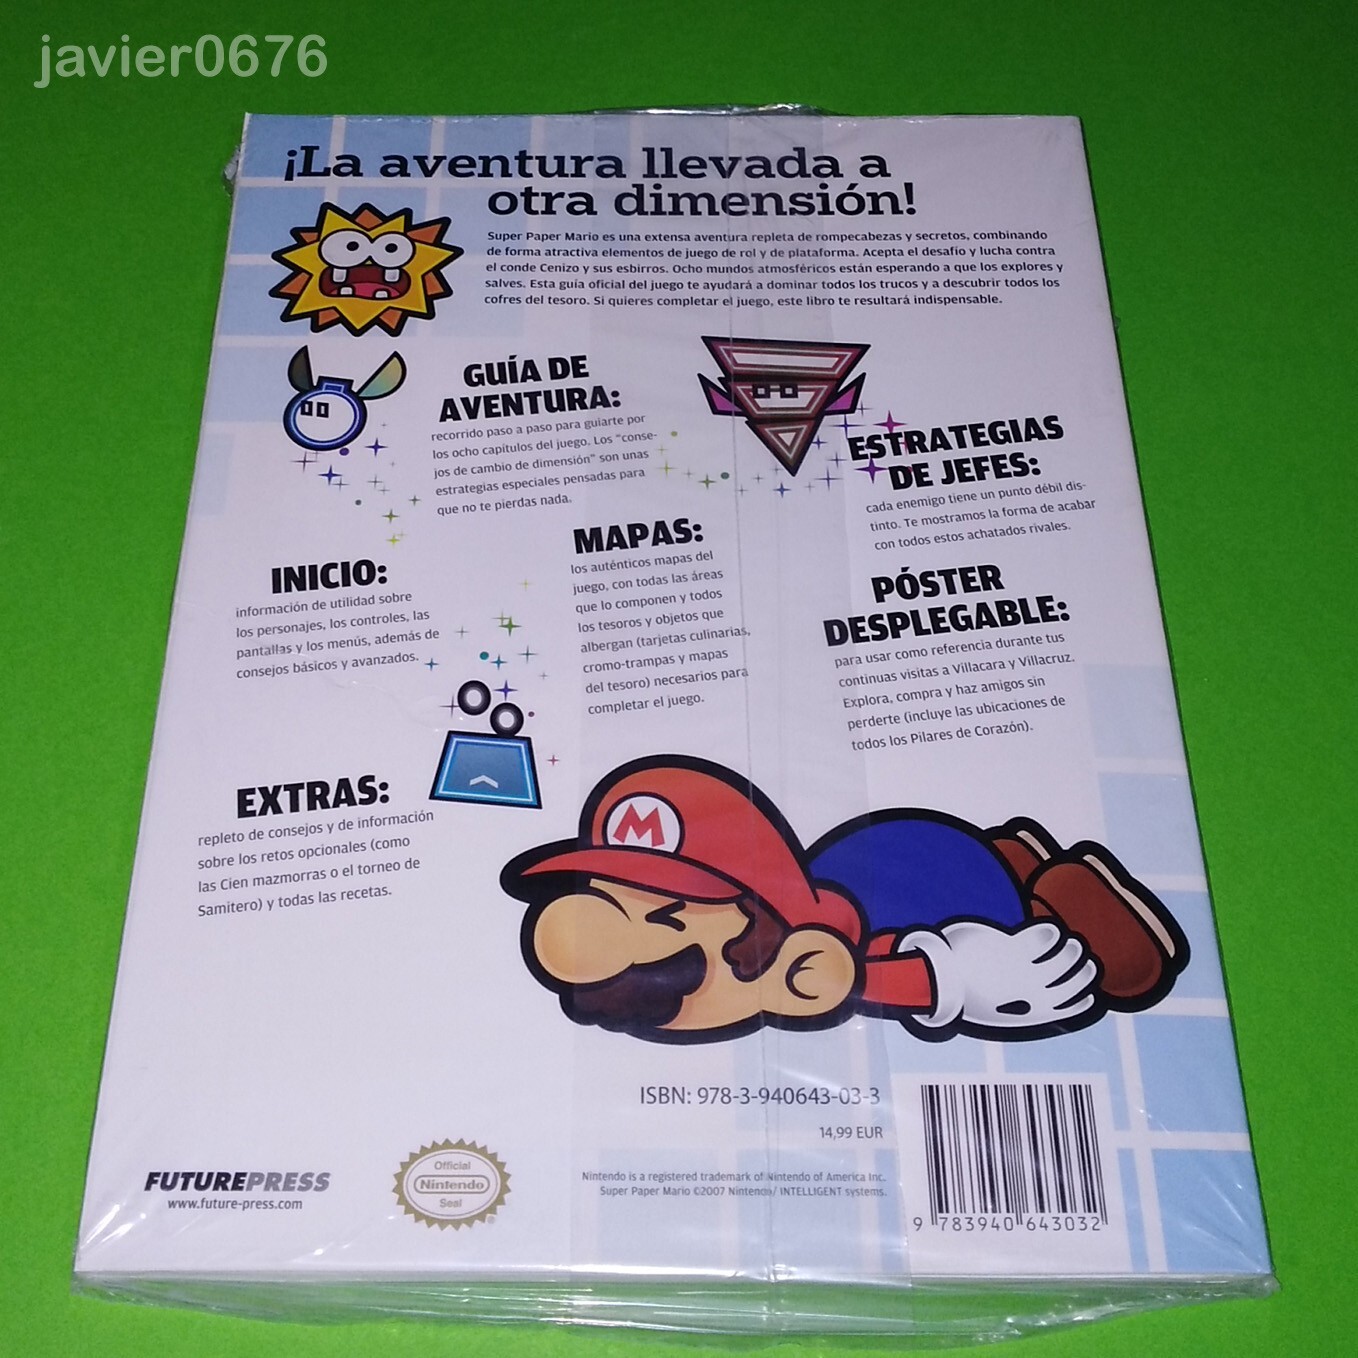 javier0676
¡La aventura llevada a
otra dimensión!
Super Paper Mario es una extensa aventura repleta de rompecabezas y secretos, combinando
de forma atractiva elementos de juego de rol y de plataforma. Acepta el desafío y lucha contra
el conde Cenizo y sus esbirros. Ocho mundos atmosféricos están esperando a que los explores y
salves. Esta guía oficial del juego te ayudará a dominar todos los trucos y a descubrir todos los
cofres del tesoro. Si quieres completar el juego, este libro te resultará indispensable.
GUÍA DE
AVENTURA:
recorrido paso a paso para guiarte por
los ocho capítulos del juego. Los "conse-
jos de cambio de dimensión" son unas
estrategias especiales pensadas para
que no te pierdas nada.
ESTRATEGIAS
DE JEFES:
cada enemigo tiene un punto débil dis-
tinto. Te mostramos la forma de acabar
con todos estos achatados rivales.
INICIO:
información de utilidad sobre
los personajes, los controles, las
pantallas y los menús, además de
consejos básicos y avanzados.
MAPAS:
los auténticos mapas del
juego, con todas las áreas
que lo componen y todos
los tesoros y objetos que
albergan (tarjetas culinarias,
cromo-trampas y mapas
del tesoro) necesarios para
completar el juego.
PÓSTER
DESPLEGABLE:
para usar como referencia durante tus
continuas visitas a Villacara y Villacruz.
Explora, compra y haz amigos sin
perderte (incluye las ubicaciones de
todos los Pilares de Corazón).
EXTRAS:
repleto de consejos y de información
sobre los retos opcionales (como
las Cien mazmorras o el torneo de
Samitero) y todas las recetas.
M
ISBN: 978-3-940643-03-3
14,99 EUR
FUTUREPRESS
www.future-press.com
Official
Nintendo
Seal
Nintendo is a registered trademark of Nintendo of America Inc.
Super Paper Mario ©2007 Nintendo/ INTELLIGENT systems.
9 783940 643032